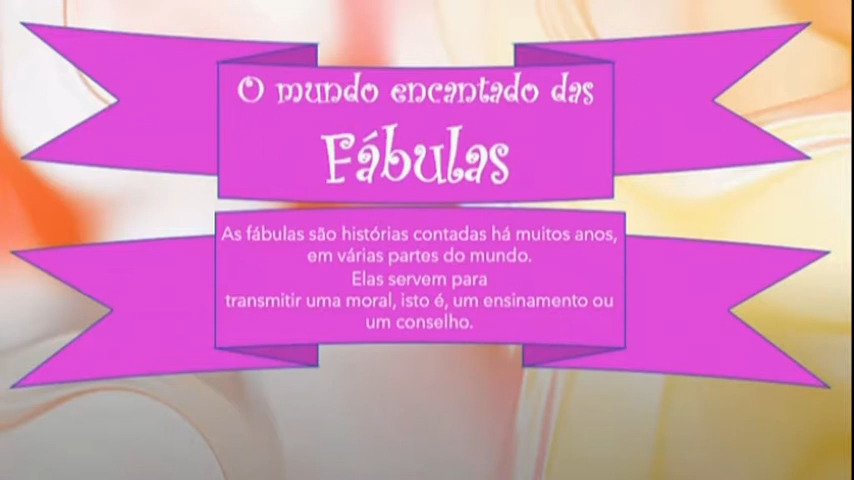 O mundo encantado das
Fábulas
As fábulas são histórias contadas há muitos anos,
em várias partes do mundo.
Elas servem para
transmitir uma moral, isto é, um ensinamento ou
um conselho.